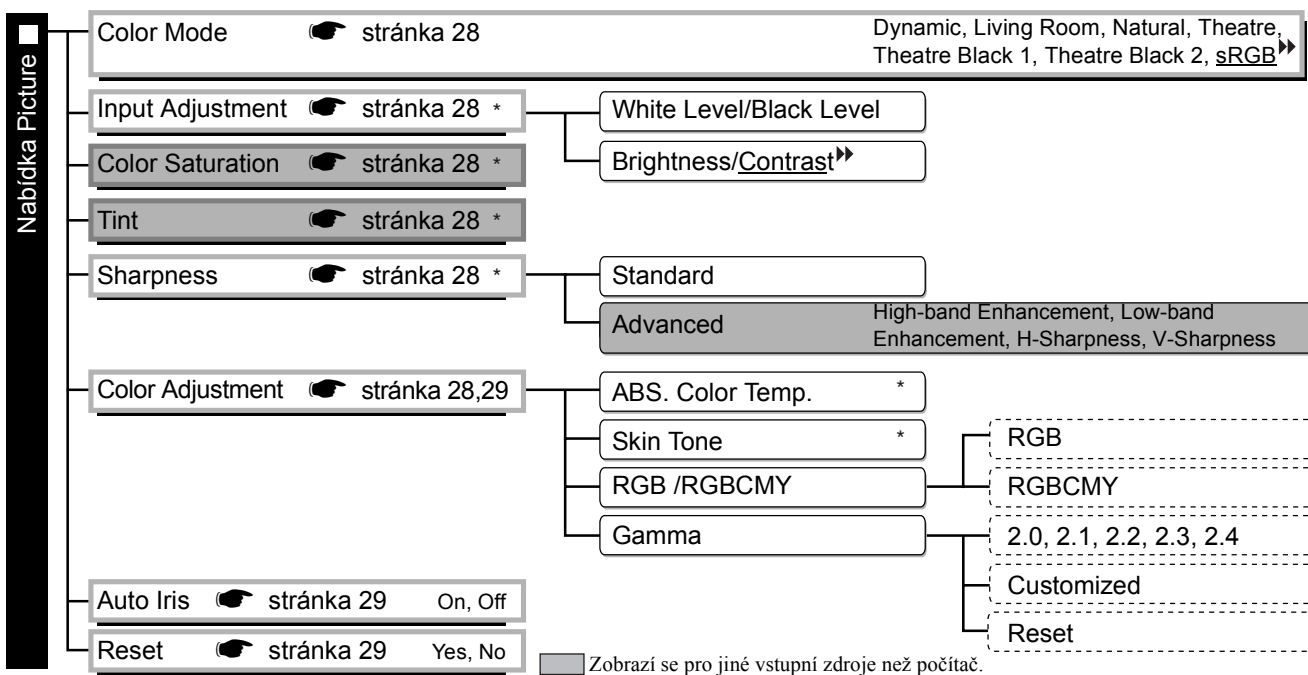 Nabídka Picture
Color Mode ☛ stránka 28
Dynamic, Living Room, Natural, Theatre,
Theatre Black 1, Theatre Black 2, sRGB
Input Adjustment ☛ stránka 28 *
White Level/Black Level
Brightness/Contrast
Color Saturation ☛ stránka 28 *
Tint ☛ stránka 28 *
Sharpness ☛ stránka 28 *
Standard
Advanced
High-band Enhancement, Low-band
Enhancement, H-Sharpness, V-Sharpness
Color Adjustment ☛ stránka 28,29
ABS. Color Temp. *
Skin Tone *
RGB /RGBCMY
RGB
RGBCMY
Gamma
2.0, 2.1, 2.2, 2.3, 2.4
Customized
Reset
Auto Iris ☛ stránka 29 On, Off
Reset ☛ stránka 29 Yes, No
Zobrazí se pro jiné vstupní zdroje než počítač.